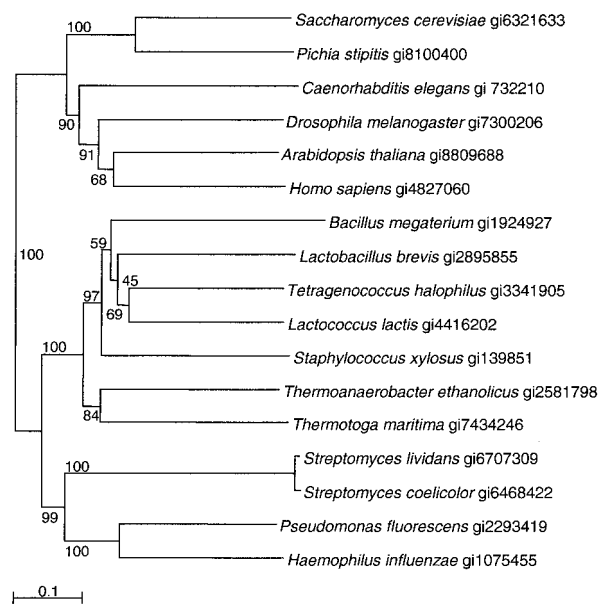 100
Saccharomyces cerevisiae gi6321633
Pichia stipitis gi8100400
Caenorhabditis elegans gi 732210
90
Drosophila melanogaster gi7300206
91
Arabidopsis thaliana gi8809688
68
Homo sapiens gi4827060
Bacillus megaterium gi1924927
59
100
Lactobacillus brevis gi2895855
45
Tetragenococcus halophilus gi3341905
97
69
Lactococcus lactis gi4416202
100
Staphylococcus xylosus gi139851
Thermoanaerobacter ethanolicus gi2581798
84
Thermotoga maritima gi7434246
100
Streptomyces lividans gi6707309
Streptomyces coelicolor gi6468422
99
Pseudomonas fluorescens gi2293419
100
Haemophilus influenzae gi1075455
0.1